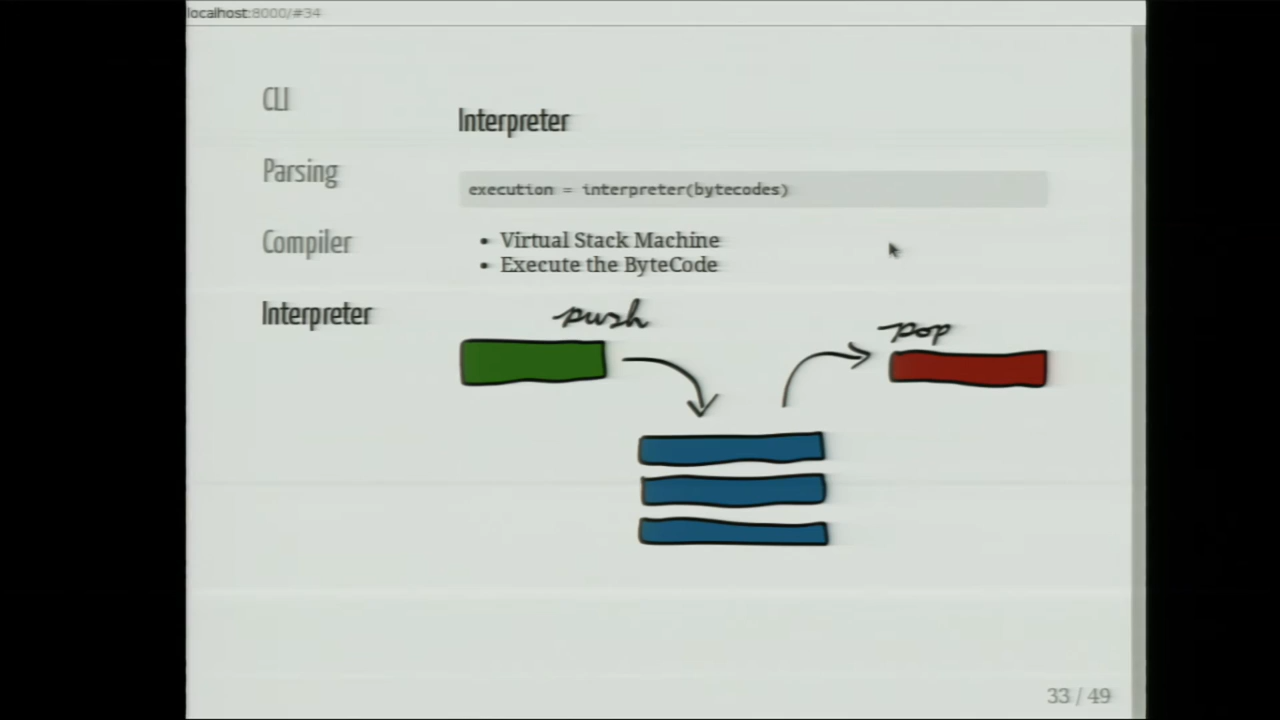 localhost:8000/#34
CLI
Parsing
Compiler
Interpreter
Interpreter
execution = interpreter(bytecodes)
• Virtual Stack Machine
• Execute the ByteCode
push
pop
33 / 49